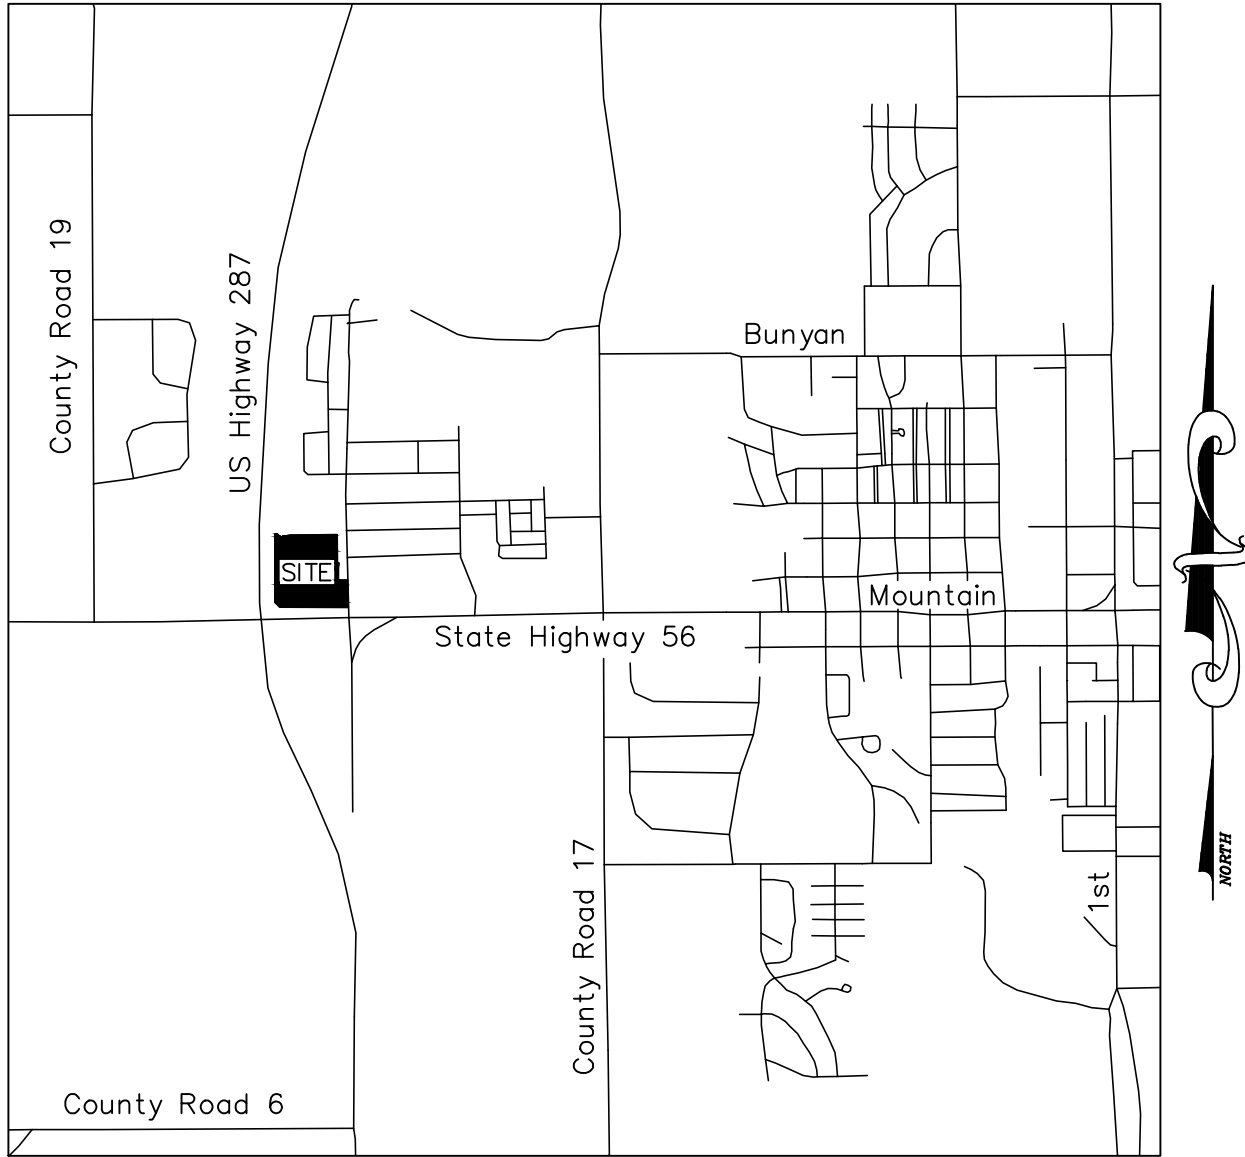 County Road 19
US Highway 287
Bunyan
SITE
Mountain
State Highway 56
County Road 17
1st
NORTH
County Road 6